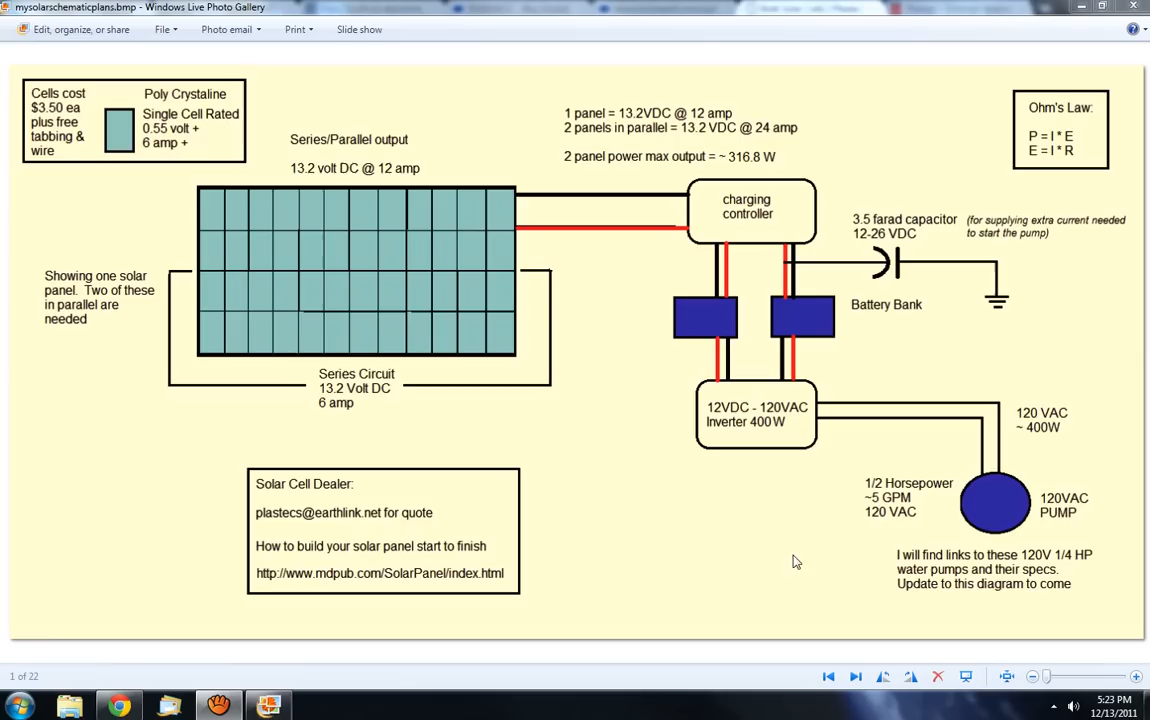 mysolarschematicplans.bmp - Windows Live Photo Gallery
Edit, organize, or share
File
Photo email
Print
Slide show
Cells cost
$3.50 ea
plus free
tabbing &
wire
Poly Crystaline
Single Cell Rated
0.55 volt +
6 amp +
Series/Parallel output
13.2 volt DC @ 12 amp
1 panel = 13.2VDC @ 12 amp
2 panels in parallel = 13.2 VDC @ 24 amp
2 panel power max output = ~ 316.8 W
Ohm's Law:
P = I * E
E = I * R
charging
controller
3.5 farad capacitor
12-26 VDC
(for supplying extra current needed
to start the pump)
Showing one solar
panel. Two of these
in parallel are
needed
Battery Bank
Series Circuit
13.2 Volt DC
6 amp
12VDC - 120VAC
Inverter 400W
120 VAC
~ 400W
1/2 Horsepower
~5 GPM
120 VAC
120VAC
PUMP
Solar Cell Dealer:
plastecs@earthlink.net for quote
How to build your solar panel start to finish
http://www.mdpub.com/SolarPanel/index.html
I will find links to these 120V 1/4 HP
water pumps and their specs.
Update to this diagram to come
1 of 22
5:23 PM
12/13/2011